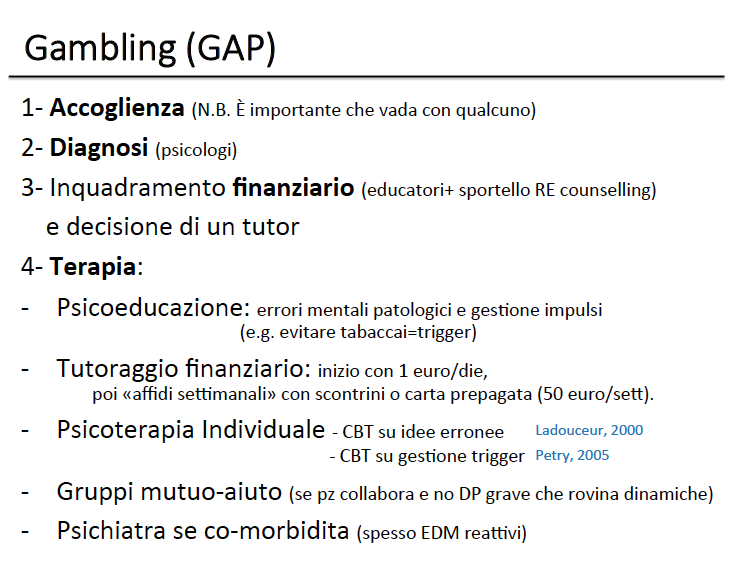 Gambling (GAP)
1- Accoglienza (N.B. È importante che vada con qualcuno)
2- Diagnosi (psicologi)
3- Inquadramento finanziario (educatori+ sportello RE counselling)
e decisione di un tutor
4- Terapia:
- Psicoeducazione: errori mentali patologici e gestione impulsi
(e.g. evitare tabaccai=trigger)
- Tutoraggio finanziario: inizio con 1 euro/die,
poi «affidi settimanali» con scontrini o carta prepagata (50 euro/sett).
- Psicoterapia Individuale - CBT su idee erronee Ladouceur, 2000
- CBT su gestione trigger Petry, 2005
- Gruppi mutuo-aiuto (se pz collabora e no DP grave che rovina dinamiche)
- Psichiatra se co-morbidita (spesso EDM reattivi)